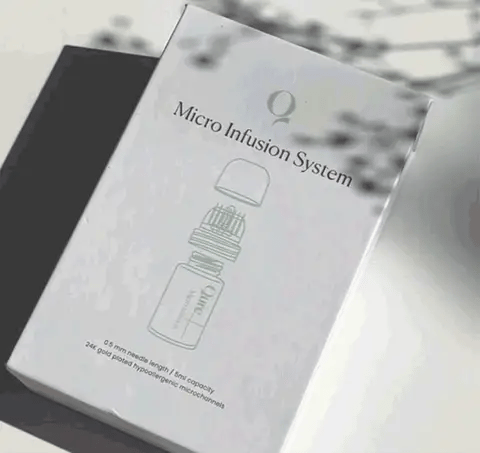 Q
Micro Infusion System
Qure
0.5 mm needle length / 5ml capacity
24K gold plated hypoallergenic microchannels